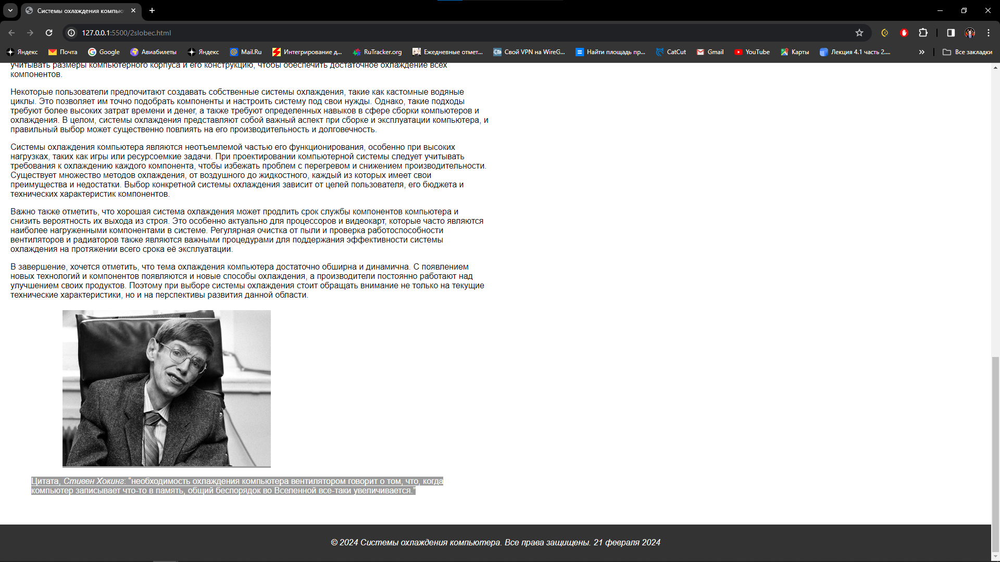 Системы охлаждения компью
127.0.0.1:5500/2slobec.html
Яндекс
Почта
Google
Авиабилеты
Яндекс
Mail.Ru
Интегрирование д...
RuTracker.org
Ежедневные отмет...
Свой VPN на WireG...
Найти площадь пр...
CatCut
Gmail
YouTube
Карты
Лекция 4.1 часть 2....
Все закладки
учитывать размеры компьютерного корпуса и его конструкцию, чтобы обеспечить достаточное охлаждение всех
компонентов.
Некоторые пользователи предпочитают создавать собственные системы охлаждения, такие как кастомные водяные
циклы. Это позволяет им точно подобрать компоненты и настроить систему под свои нужды. Однако, такие подходы
требуют более высоких затрат времени и денег, а также требуют определенных навыков в сфере сборки компьютеров и
охлаждения. В целом, системы охлаждения представляют собой важный аспект при сборке и эксплуатации компьютера, и
правильный выбор может существенно повлиять на его производительность и долговечность.
Системы охлаждения компьютера являются неотъемлемой частью его функционирования, особенно при высоких
нагрузках, таких как игры или ресурсоемкие задачи. При проектировании компьютерной системы следует учитывать
требования к охлаждению каждого компонента, чтобы избежать проблем с перегревом и снижением производительности.
Существует множество методов охлаждения, от воздушного до жидкостного, каждый из которых имеет свои
преимущества и недостатки. Выбор конкретной системы охлаждения зависит от целей пользователя, его бюджета и
технических характеристик компонентов.
Важно также отметить, что хорошая система охлаждения может продлить срок службы компонентов компьютера и
снизить вероятность их выхода из строя. Это особенно актуально для процессоров и видеокарт, которые часто являются
наиболее нагруженными компонентами в системе. Регулярная очистка от пыли и проверка работоспособности
вентиляторов и радиаторов также являются важными процедурами для поддержания эффективности системы
охлаждения на протяжении всего срока её эксплуатации.
В завершение, хочется отметить, что тема охлаждения компьютера достаточно обширна и динамична. С появлением
новых технологий и компонентов появляются и новые способы охлаждения, а производители постоянно работают над
улучшением своих продуктов. Поэтому при выборе системы охлаждения стоит обращать внимание не только на текущие
технические характеристики, но и на перспективы развития данной области.
Цитата, Стивен Хокинг: “необходимость охлаждения компьютера вентилятором говорит о том, что, когда
компьютер записывает что-то в память, общий беспорядок во Вселенной все-таки увеличивается.”
© 2024 Системы охлаждения компьютера. Все права защищены. 21 февраля 2024